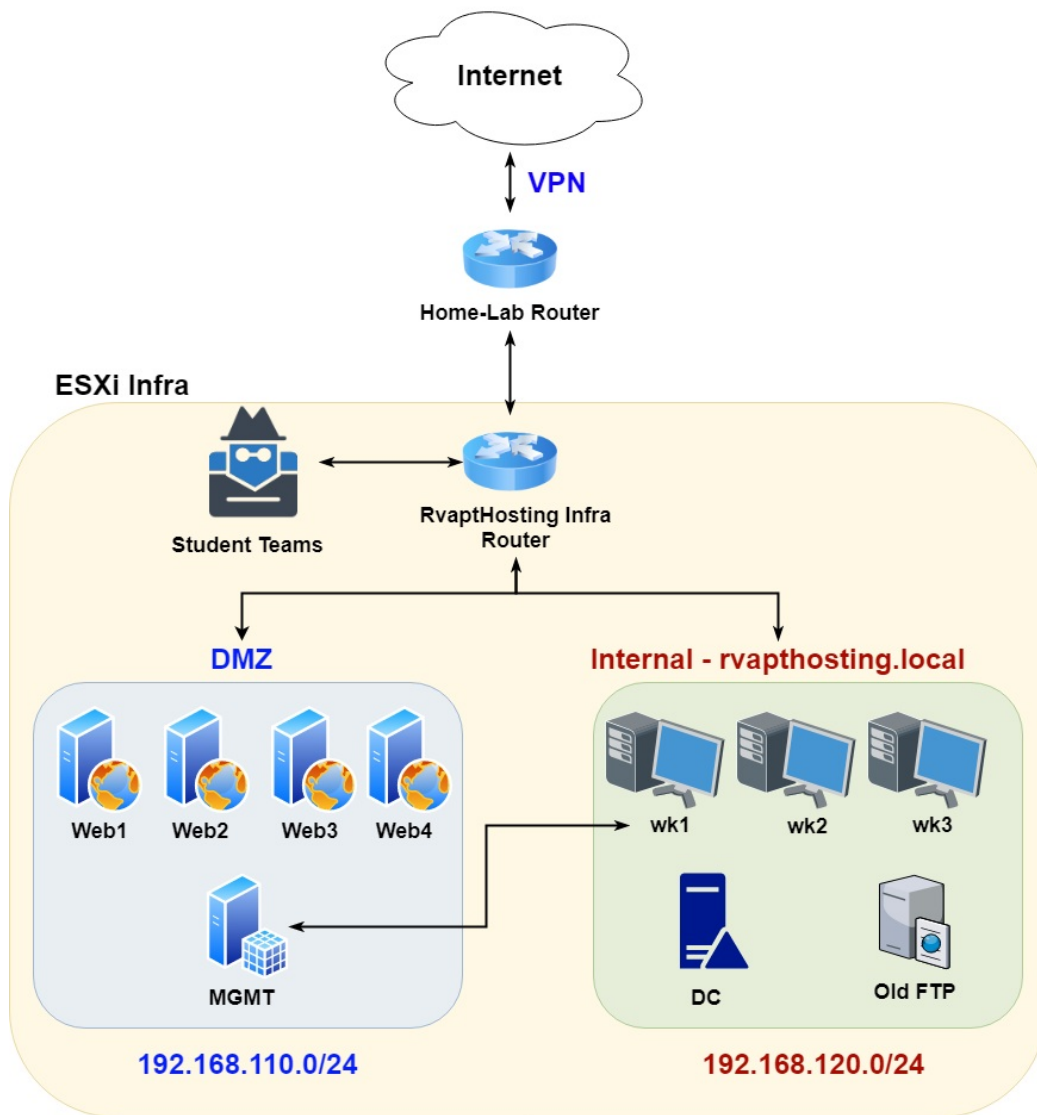 Internet
VPN
Home-Lab Router
ESXi Infra
Student Teams
RvaptHosting Infra
Router
DMZ
Internal - rvapthosting.local
Web1
Web2
Web3
Web4
wk1
wk2
wk3
MGMT
DC
Old FTP
192.168.110.0/24
192.168.120.0/24